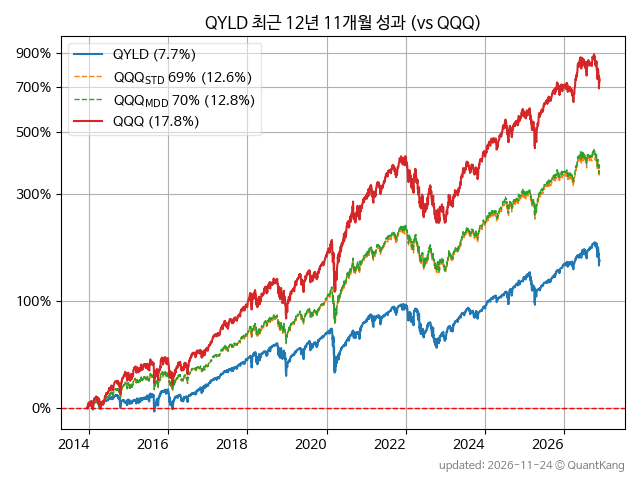 QYLD 최근 12년 11개월 성과 (vs QQQ)
900%
700%
500%
300%
100%
0%
QYLD (7.7%)
QQQSTD 69% (12.6%)
QQQMDD 70% (12.8%)
QQQ (17.8%)
2014 2016 2018 2020 2022 2024 2026
updated: 2026-11-24 © QuantKang